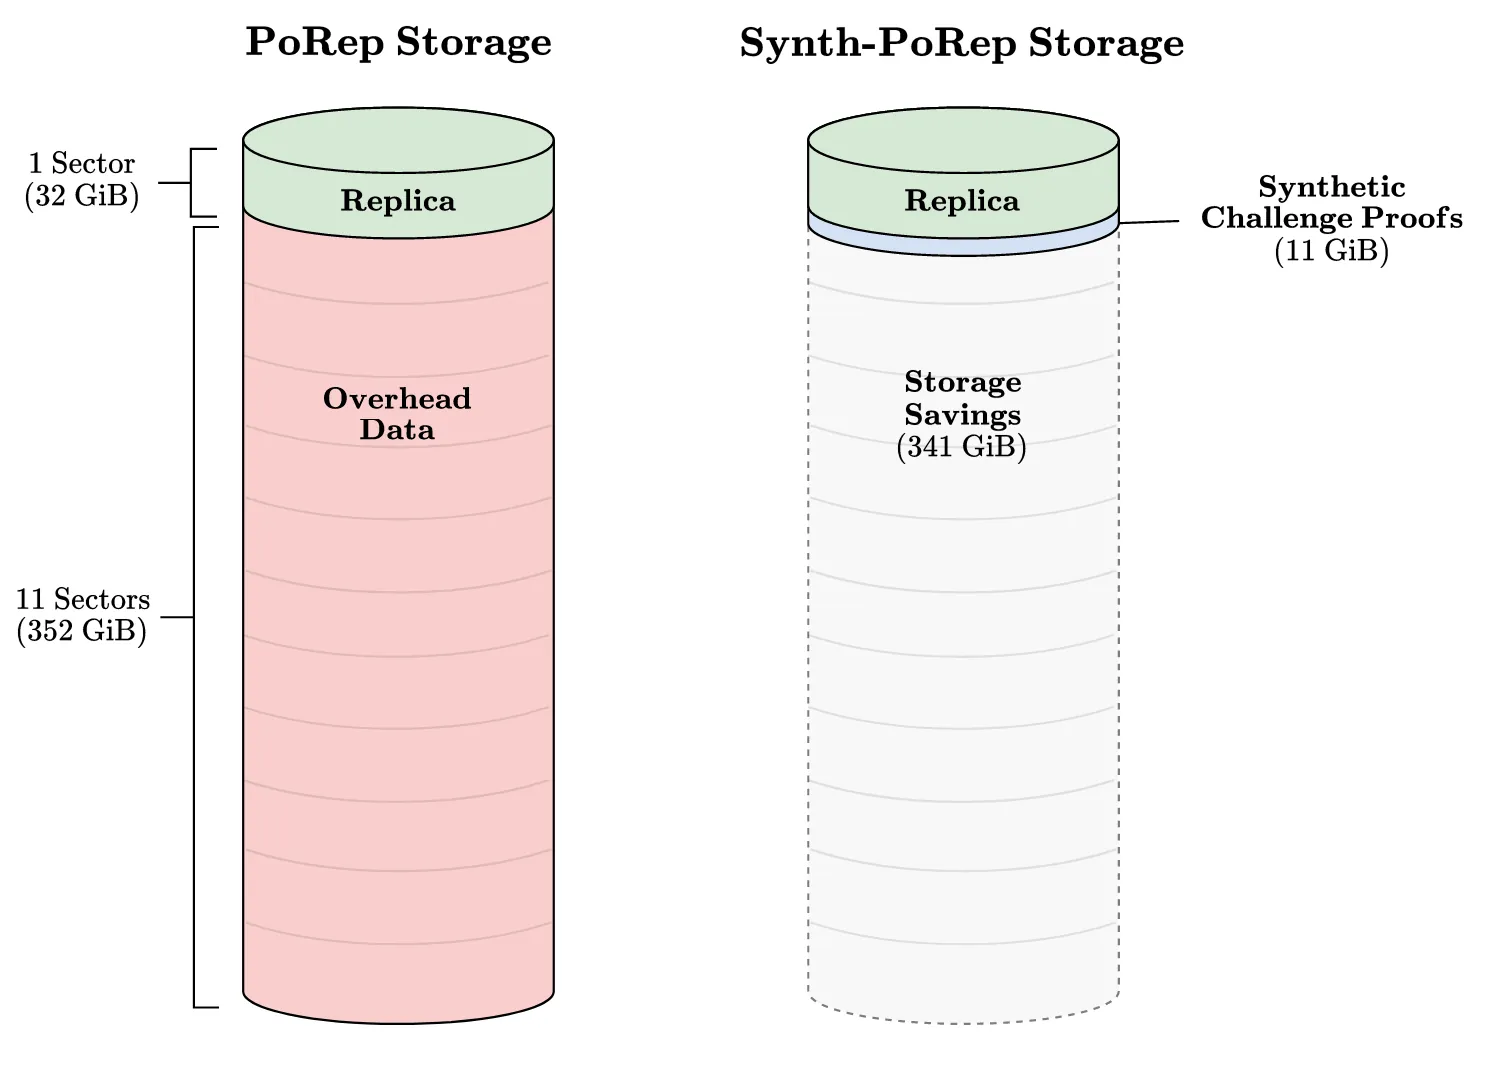 PoRep Storage
1 Sector
(32 GiB)
Replica
Overhead
Data
11 Sectors
(352 GiB)
Synth-PoRep Storage
Replica
Synthetic
Challenge Proofs
(11 GiB)
Storage
Savings
(341 GiB)